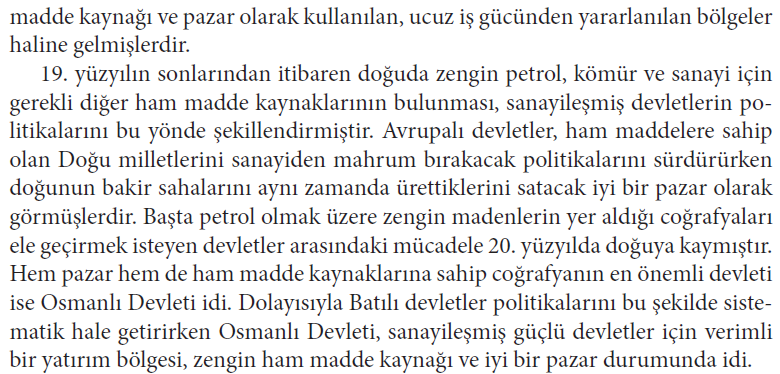 madde kaynağı ve pazar olarak kullanılan, ucuz iş gücünden yararlanılan bölgeler
haline gelmişlerdir.
19. yüzyılın sonlarından itibaren doğuda zengin petrol, kömür ve sanayi için
gerekli diğer ham madde kaynaklarının bulunması, sanayileşmiş devletlerin po-
litikalarını bu yönde şekillendirmiştir. Avrupalı devletler, ham maddelere sahip
olan Doğu milletlerini sanayiden mahrum bırakacak politikalarını sürdürürken
doğunun bakir sahalarını aynı zamanda ürettiklerini satacak iyi bir pazar olarak
görmüşlerdir. Başta petrol olmak üzere zengin madenlerin yer aldığı coğrafyaları
ele geçirmek isteyen devletler arasındaki mücadele 20. yüzyılda doğuya kaymıştır.
Hem pazar hem de ham madde kaynaklarına sahip coğrafyanın en önemli devleti
ise Osmanlı Devleti idi. Dolayısıyla Batılı devletler politikalarını bu şekilde siste-
matik hale getirirken Osmanlı Devleti, sanayileşmiş güçlü devletler için verimli
bir yatırım bölgesi, zengin ham madde kaynağı ve iyi bir pazar durumunda idi.